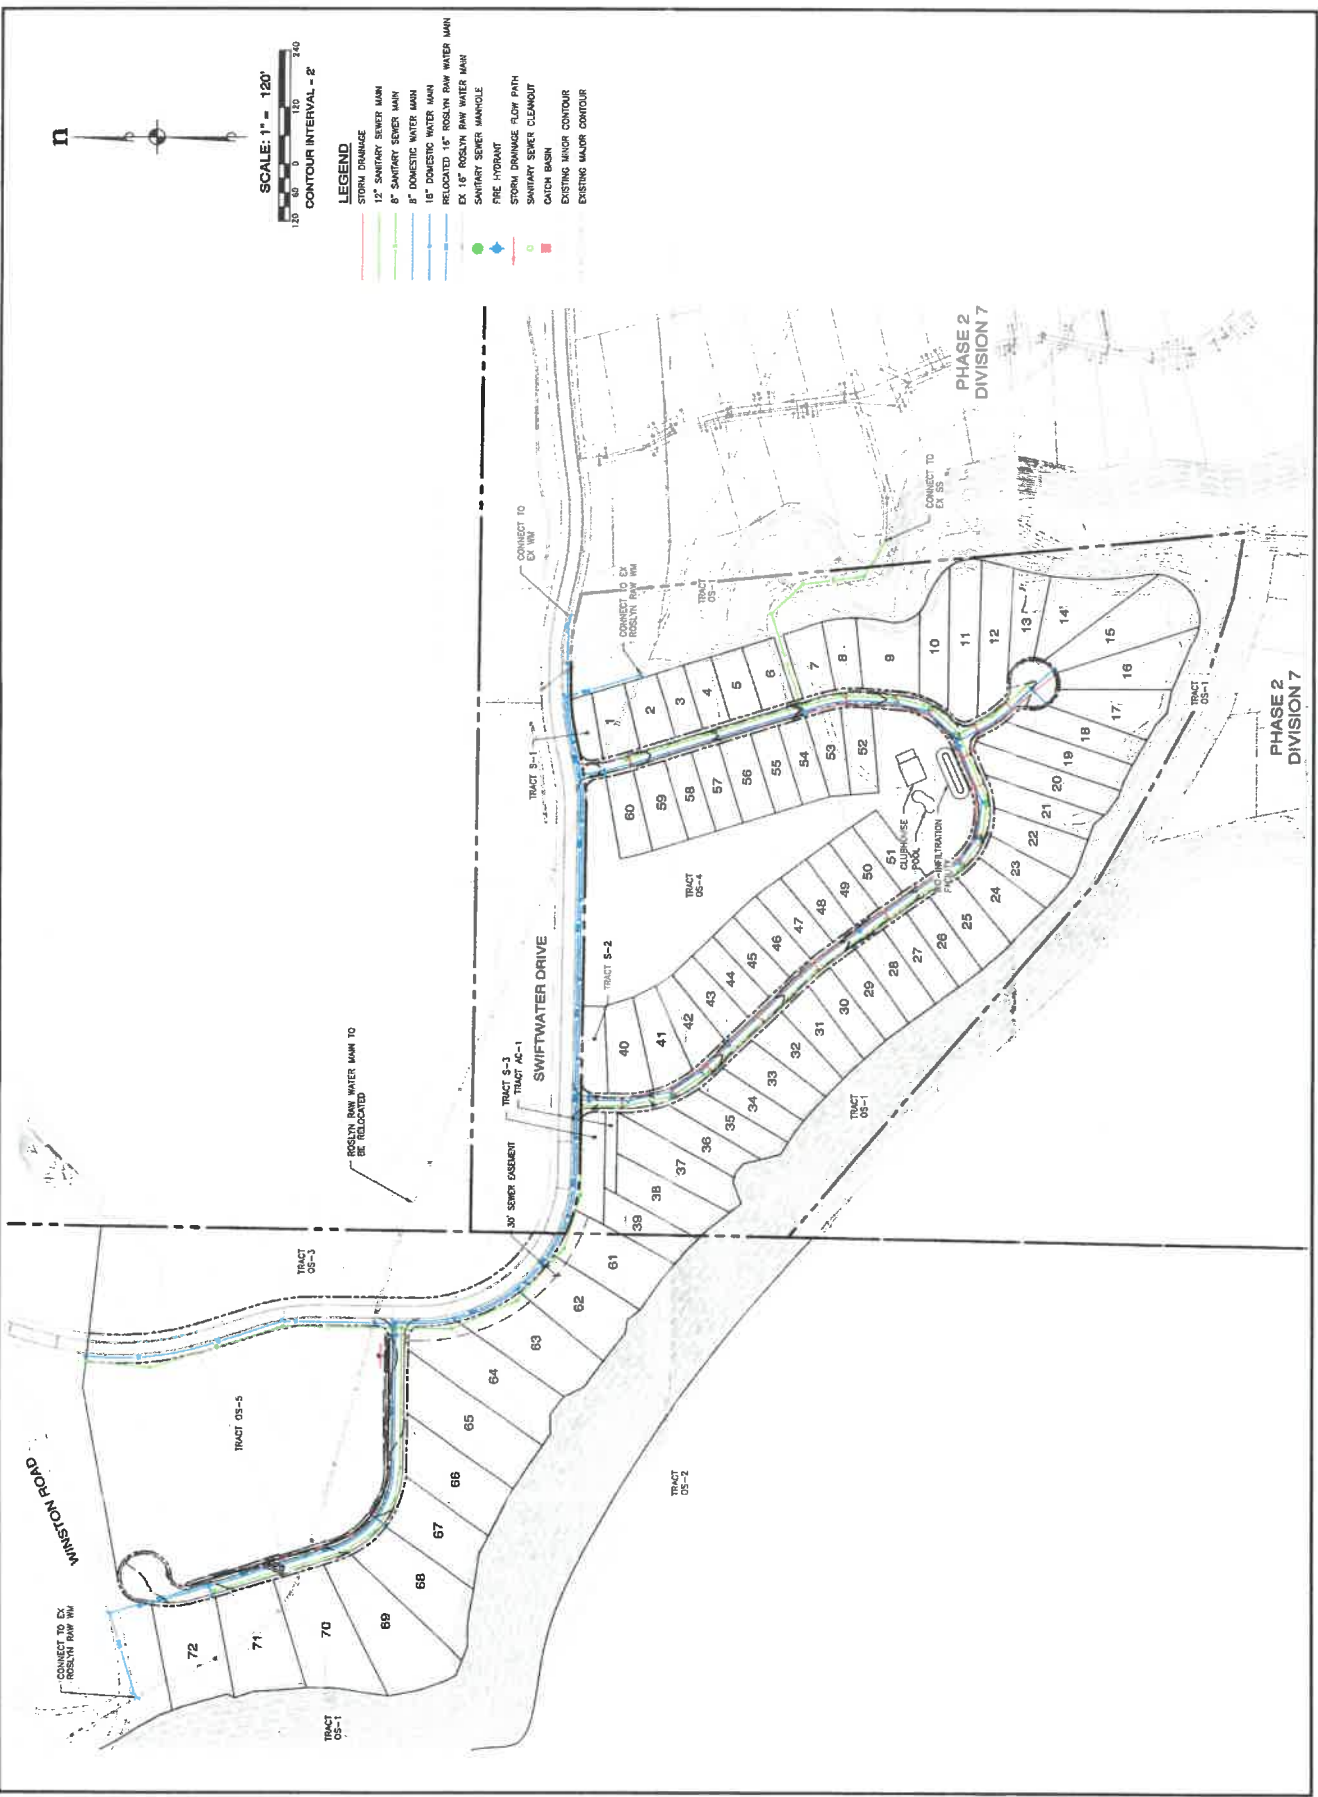 n
SCALE: 1" = 120'
120 60 0 120 240
CONTOUR INTERVAL - 2'
LEGEND
STORM DRAINAGE
12" SANITARY SEWER MAIN
8" SANITARY SEWER MAIN
8" DOMESTIC WATER MAIN
16" DOMESTIC WATER MAIN
RELOCATED 16" ROSLYN RAW WATER MAIN
EX 16" ROSLYN RAW WATER MAIN
SANITARY SEWER MANHOLE
FIRE HYDRANT
STORM DRAINAGE FLOW PATH
SANITARY SEWER CLEANOUT
CATCH BASIN
EXISTING MINOR CONTOUR
EXISTING MAJOR CONTOUR
WINSTON ROAD
CONNECT TO EX
ROSLYN RAW WM
TRACT OS-5
TRACT
OS-3
ROSLYN RAW WATER MAIN TO
BE RELOCATED
30' SEWER EASEMENT
TRACT S-3
TRACT AC-1
SWIFTWATER DRIVE
TRACT S-2
TRACT S-1
CONNECT TO
EX WM
CONNECT TO EX
ROSLYN RAW WM
TRACT
OS-1
CONNECT TO
EX SS
PHASE 2
DIVISION 7
TRACT
OS-4
CLUBHOUSE
POOL
INFILTRATION
FACILITY
TRACT
OS-1
TRACT
OS-2
TRACT
OS-1
TRACT
OS-1
PHASE 2
DIVISION 7
1
2
3
4
5
6
7
8
9
10
11
12
13
14
15
16
17
18
19
20
21
22
23
24
25
26
27
28
29
30
31
32
33
34
35
36
37
38
39
40
41
42
43
44
45
46
47
48
49
50
51
52
53
54
55
56
57
58
59
60
61
62
63
64
65
66
67
68
69
70
71
72